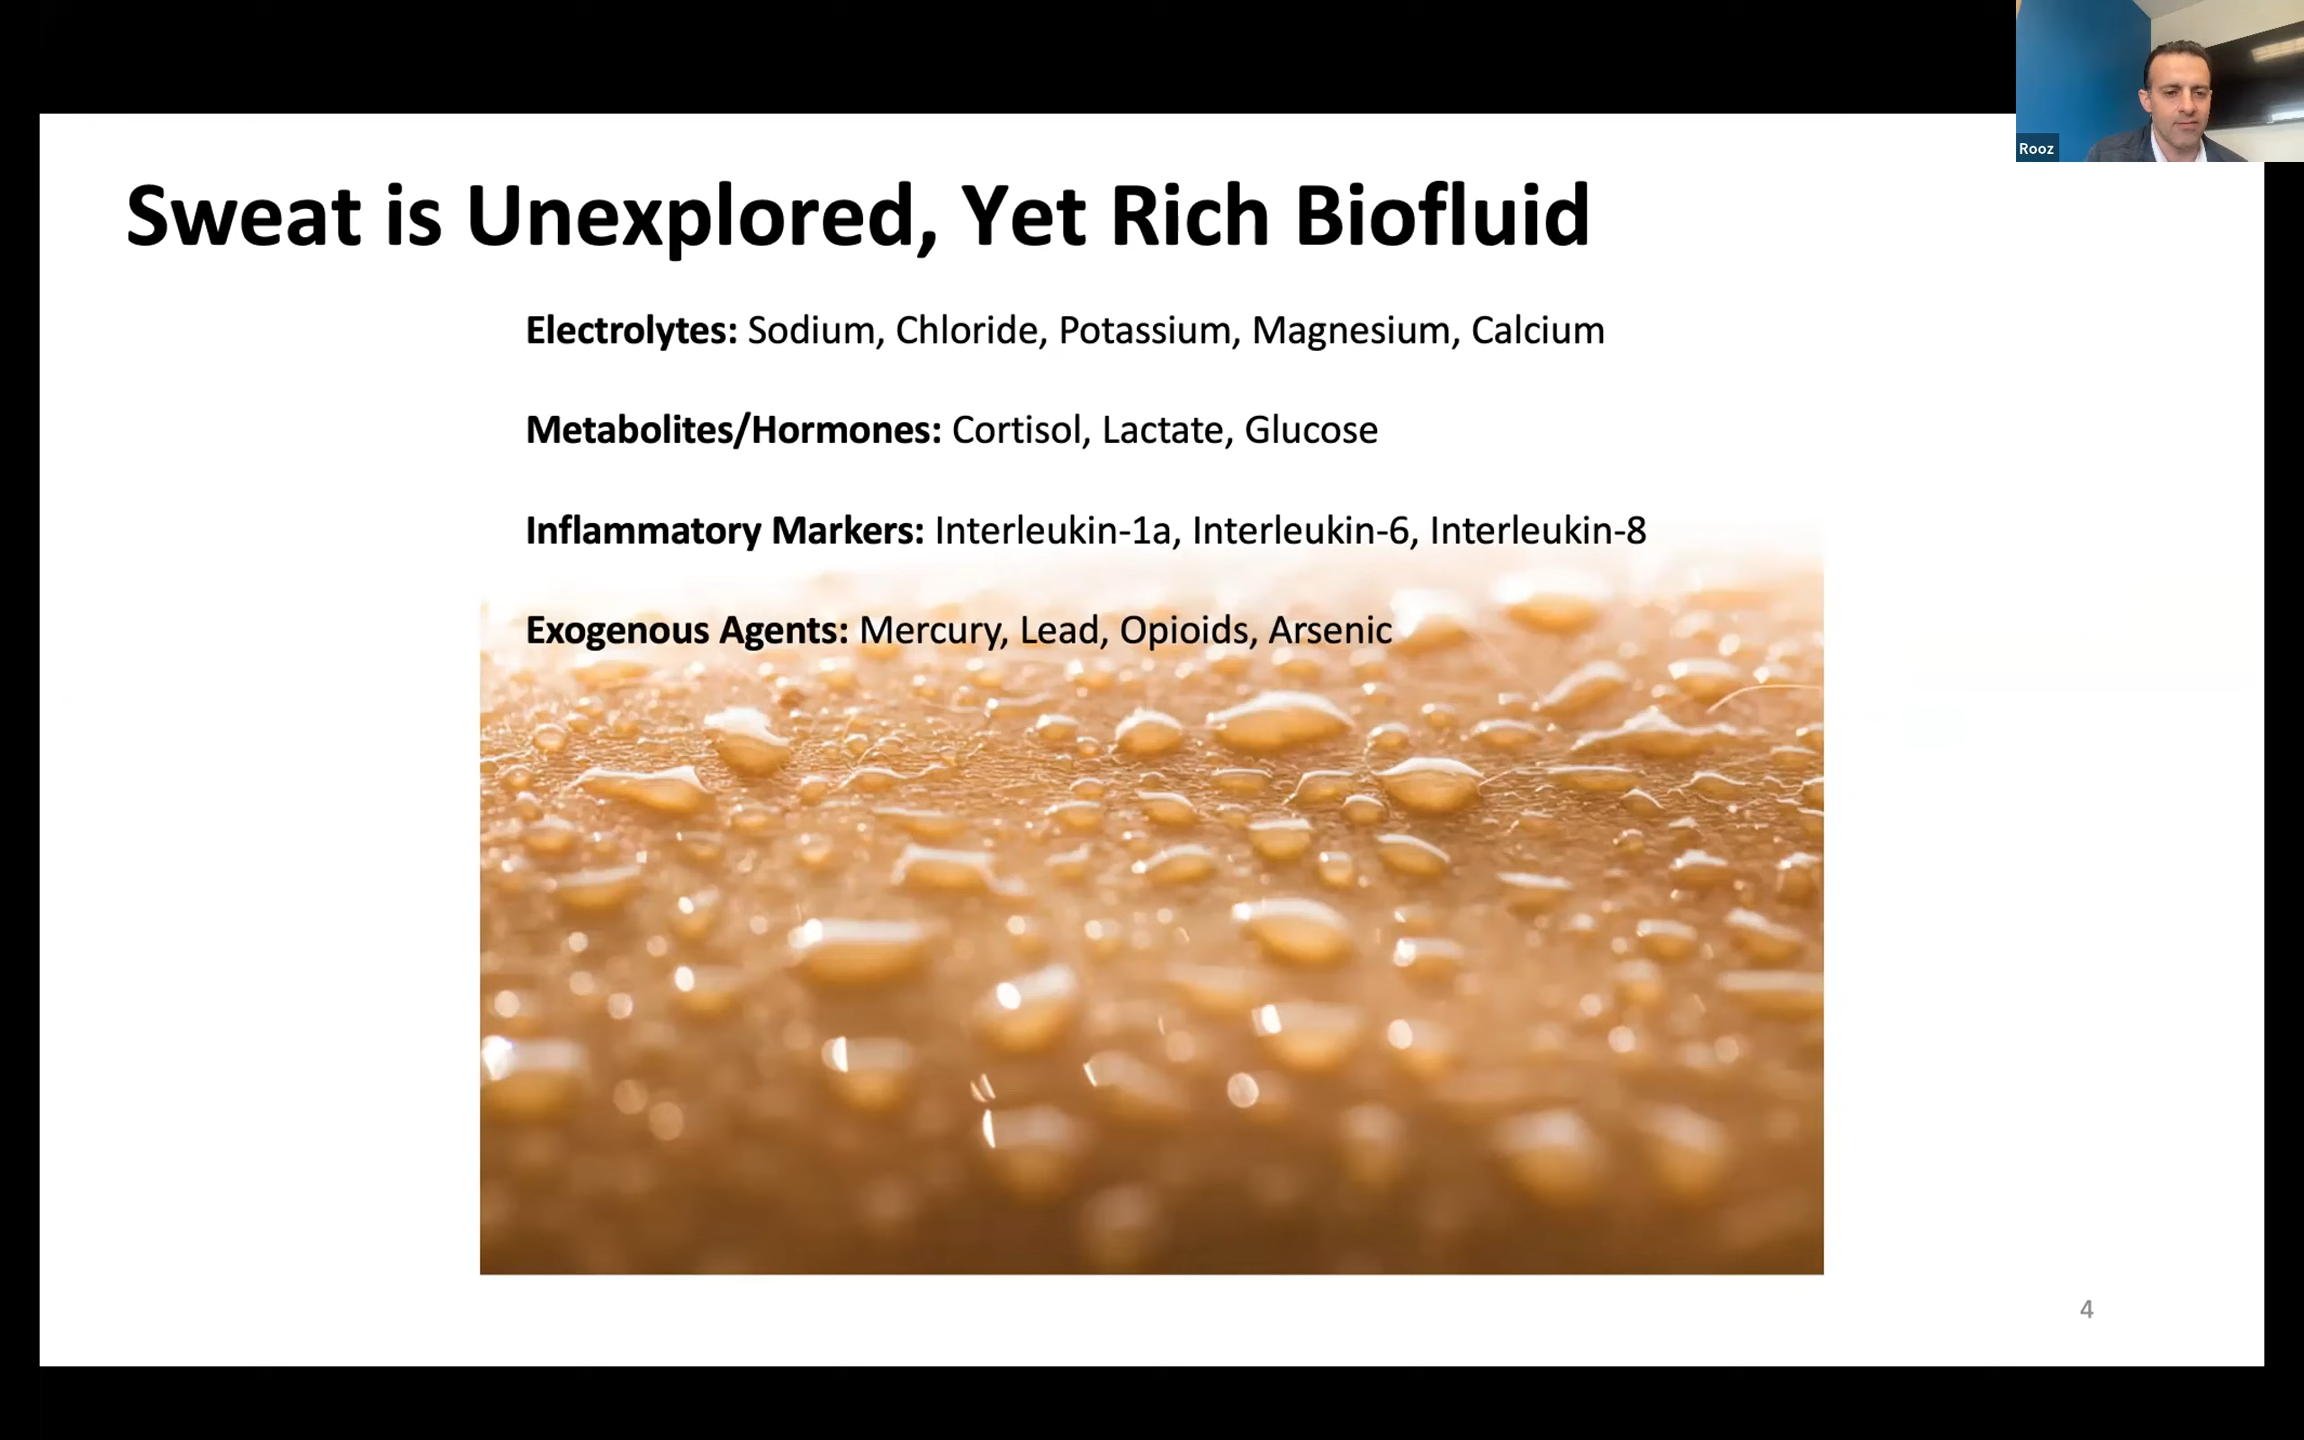 Rooz
Sweat is Unexplored, Yet Rich Biofluid
Electrolytes: Sodium, Chloride, Potassium, Magnesium, Calcium
Metabolites/Hormones: Cortisol, Lactate, Glucose
Inflammatory Markers: Interleukin-1a, Interleukin-6, Interleukin-8
Exogenous Agents: Mercury, Lead, Opioids, Arsenic
4